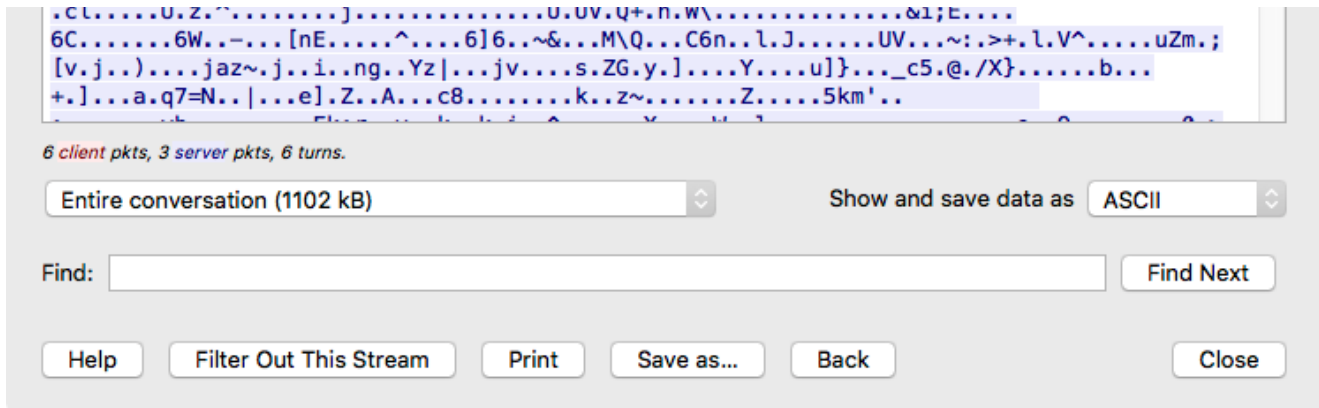 .cl.....U.z.^........j..............U.UV.Q+.h.W\..............&i;E....
6C.......6W..-...[nE.....^....6]6..~&...M\Q...C6n..l.J......UV...~:.>+.l.V^.....uZm.;
[v.j..)....jaz~.j..i..ng..Yz|...jv....s.ZG.y.]....Y....u]}..._c5.@./X}......b...
+.]...a.q7=N..|...e].Z..A...c8........k..z~.......Z.....5km'..
6 client pkts, 3 server pkts, 6 turns.
Entire conversation (1102 kB)
Show and save data as ASCII
Find:
Find Next
Help Filter Out This Stream Print Save as... Back Close